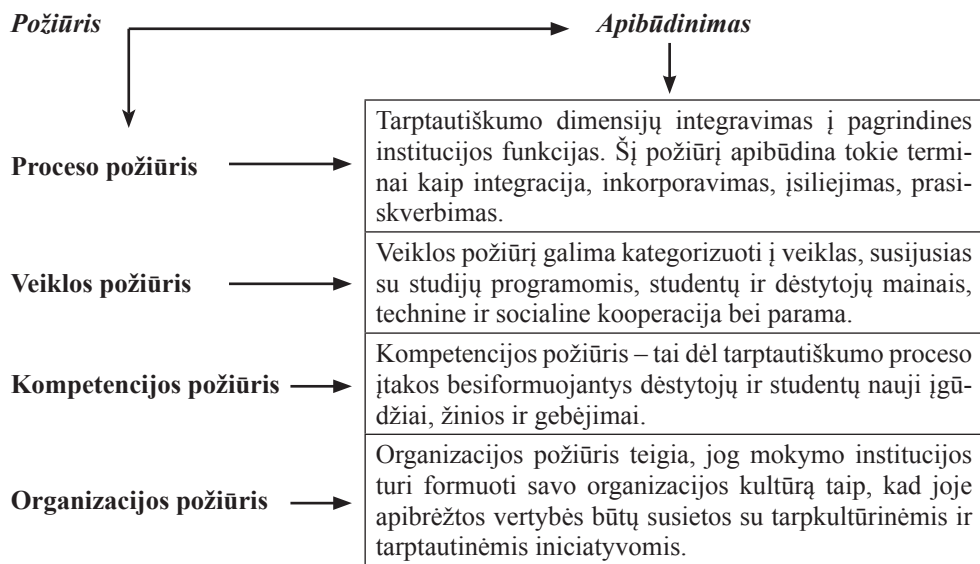 Požiūris Apibūdinimas
Proceso požiūris
Tarptautiškumo dimensijų integravimas į pagrindines
institucijos funkcijas. Šį požiūrį apibūdina tokie termi-
nai kaip integracija, inkorporavimas, įsiliejimas, prasi-
skverbimas.
Veiklos požiūris
Veiklos požiūrį galima kategorizuoti į veiklas, susijusias
su studijų programomis, studentų ir dėstytojų mainais,
technine ir socialine kooperacija bei parama.
Kompetencijos požiūris
Kompetencijos požiūris – tai dėl tarptautiškumo proceso
įtakos besiformuojantys dėstytojų ir studentų nauji įgū-
džiai, žinios ir gebėjimai.
Organizacijos požiūris
Organizacijos požiūris teigia, jog mokymo institucijos
turi formuoti savo organizacijos kultūrą taip, kad joje
apibrėžtos vertybės būtų susietos su tarpkultūrinėmis ir
tarptautinėmis iniciatyvomis.